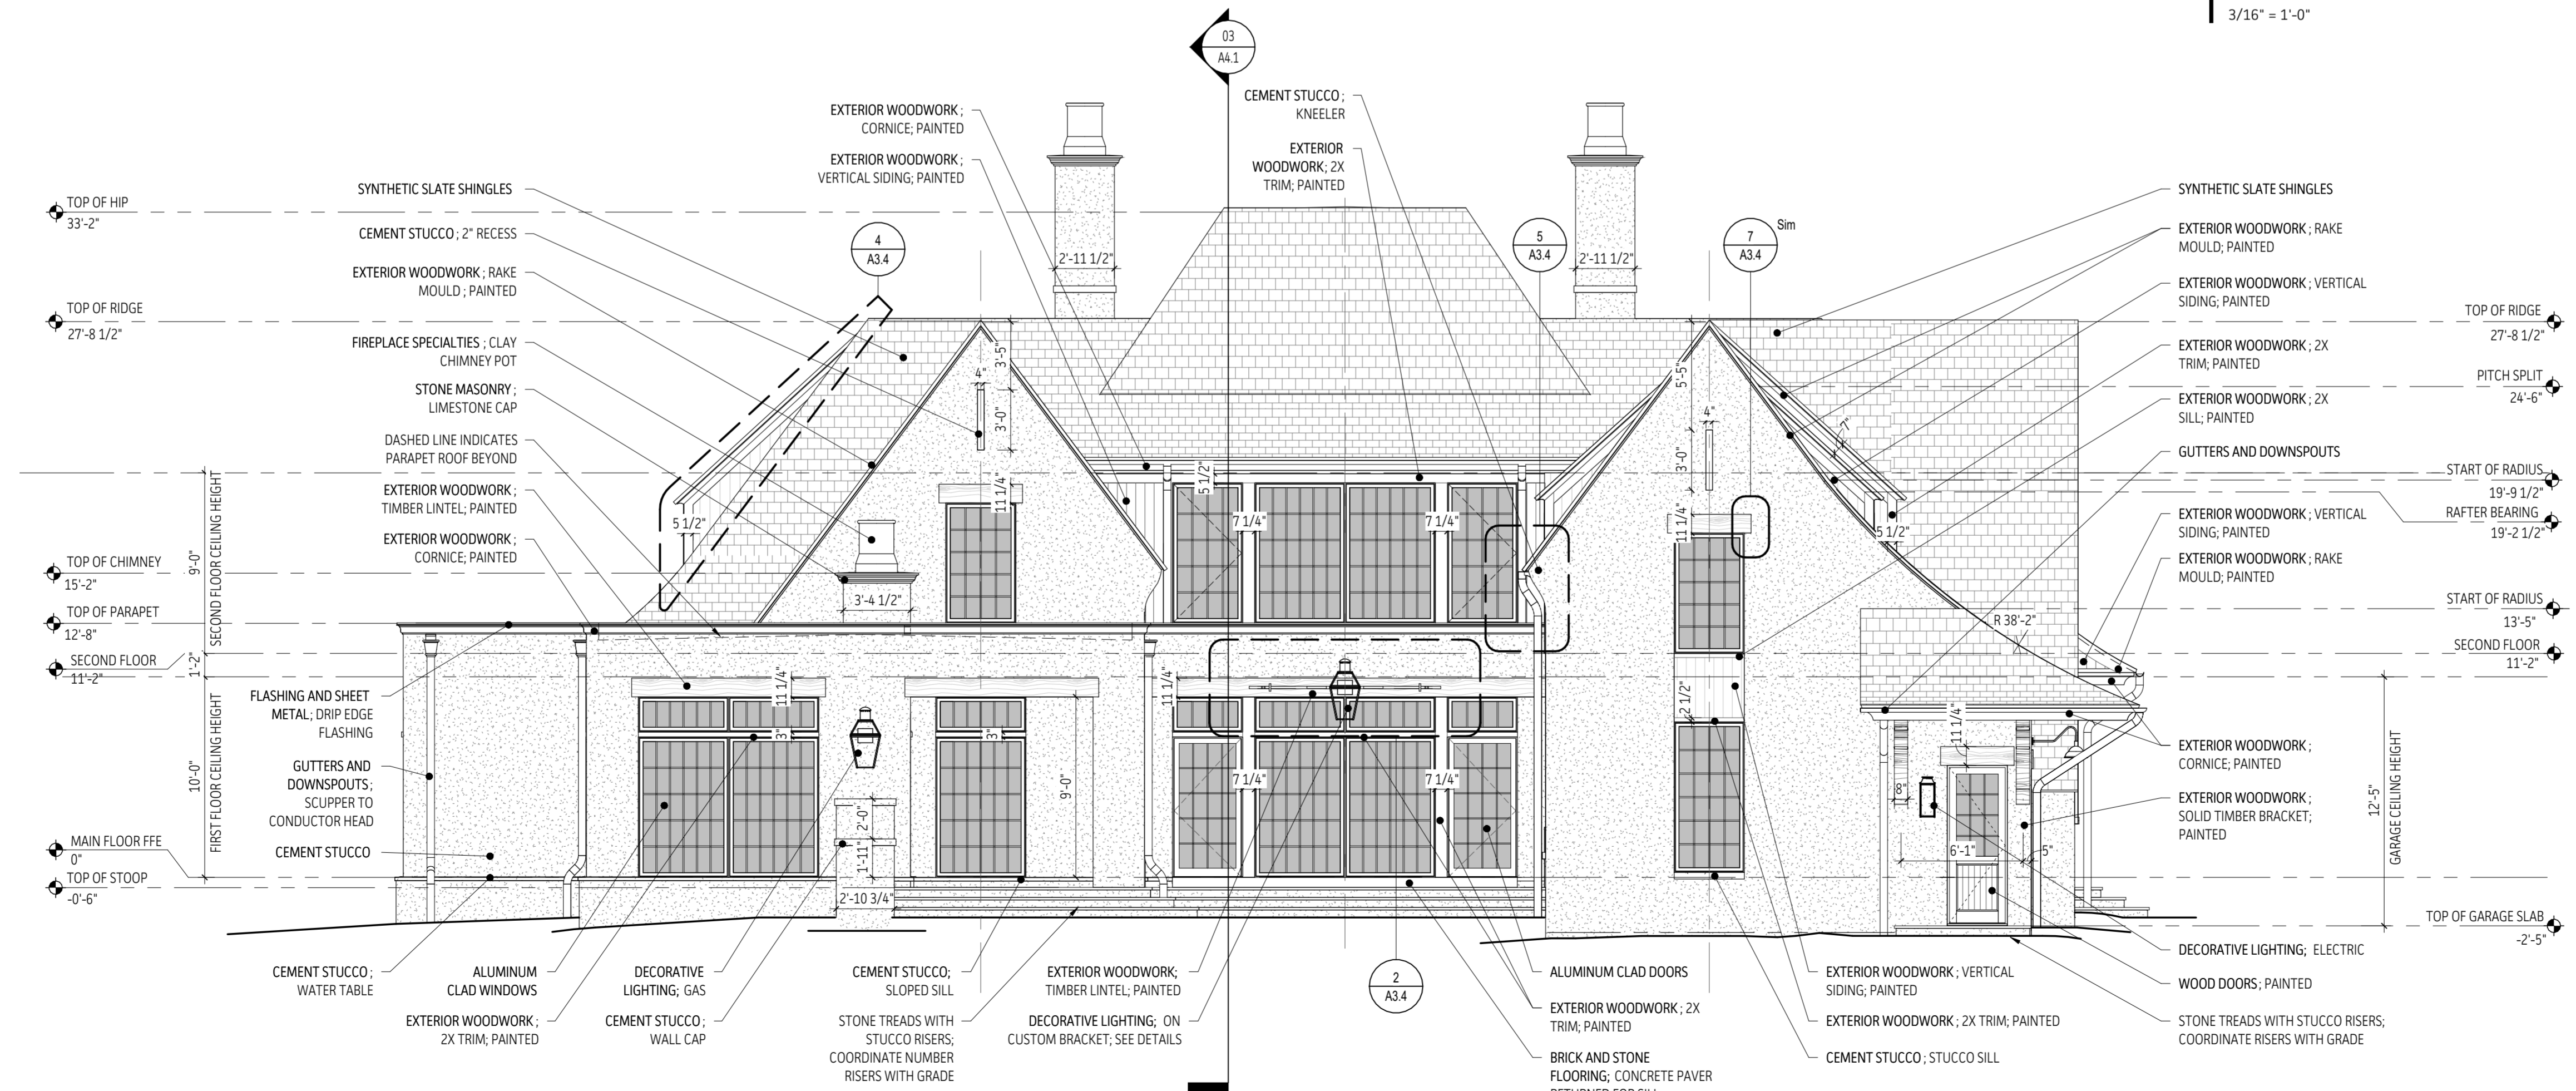 3/16" = 1'-0"
03
A4.1
EXTERIOR WOODWORK ;
CORNICE; PAINTED
EXTERIOR WOODWORK ;
VERTICAL SIDING; PAINTED
CEMENT STUCCO ;
KNEELER
EXTERIOR
WOODWORK; 2X
TRIM; PAINTED
SYNTHETIC SLATE SHINGLES
CEMENT STUCCO ; 2" RECESS
EXTERIOR WOODWORK ; RAKE
MOULD ; PAINTED
FIREPLACE SPECIALTIES ; CLAY
CHIMNEY POT
STONE MASONRY ;
LIMESTONE CAP
DASHED LINE INDICATES
PARAPET ROOF BEYOND
EXTERIOR WOODWORK ;
TIMBER LINTEL; PAINTED
EXTERIOR WOODWORK ;
CORNICE; PAINTED
TOP OF HIP
33'-2"
TOP OF RIDGE
27'-8 1/2"
TOP OF CHIMNEY
15'-2"
TOP OF PARAPET
12'-8"
SECOND FLOOR
11'-2"
MAIN FLOOR FFE
0"
TOP OF STOOP
-0'-6"
9'-0"
SECOND FLOOR CEILING HEIGHT
1'-2"
10'-0"
FIRST FLOOR CEILING HEIGHT
FLASHING AND SHEET
METAL; DRIP EDGE
FLASHING
GUTTERS AND
DOWNSPOUTS;
SCUPPER TO
CONDUCTOR HEAD
CEMENT STUCCO
4
A3.4
5
A3.4
7
A3.4
Sim
2'-11 1/2"
2'-11 1/2"
3'-5"
4"
3'-0"
11 1/4"
5 1/2"
3'-4 1/2"
5 1/2"
7 1/4"
7 1/4"
5'-5"
4"
3'-0"
11 1/4"
7"
5 1/2"
R 38'-2"
11 1/4"
3"
3"
9'-0"
2'-0"
1'-11"
2'-10 3/4"
11 1/4"
7 1/4"
7 1/4"
2 1/2"
11 1/4"
8"
6'-1"
5"
SYNTHETIC SLATE SHINGLES
EXTERIOR WOODWORK ; RAKE
MOULD; PAINTED
EXTERIOR WOODWORK ; VERTICAL
SIDING; PAINTED
EXTERIOR WOODWORK ; 2X
TRIM; PAINTED
EXTERIOR WOODWORK ; 2X
SILL; PAINTED
GUTTERS AND DOWNSPOUTS
EXTERIOR WOODWORK ; VERTICAL
SIDING; PAINTED
EXTERIOR WOODWORK ; RAKE
MOULD; PAINTED
EXTERIOR WOODWORK ;
CORNICE; PAINTED
EXTERIOR WOODWORK ;
SOLID TIMBER BRACKET;
PAINTED
TOP OF RIDGE
27'-8 1/2"
PITCH SPLIT
24'-6"
START OF RADIUS
19'-9 1/2"
RAFTER BEARING
19'-2 1/2"
START OF RADIUS
13'-5"
SECOND FLOOR
11'-2"
12'-5"
GARAGE CEILING HEIGHT
TOP OF GARAGE SLAB
-2'-5"
CEMENT STUCCO ;
WATER TABLE
ALUMINUM
CLAD WINDOWS
EXTERIOR WOODWORK ;
2X TRIM; PAINTED
DECORATIVE
LIGHTING; GAS
CEMENT STUCCO ;
WALL CAP
CEMENT STUCCO;
SLOPED SILL
STONE TREADS WITH
STUCCO RISERS;
COORDINATE NUMBER
RISERS WITH GRADE
EXTERIOR WOODWORK;
TIMBER LINTEL; PAINTED
DECORATIVE LIGHTING; ON
CUSTOM BRACKET; SEE DETAILS
2
A3.4
ALUMINUM CLAD DOORS
EXTERIOR WOODWORK ; 2X
TRIM; PAINTED
BRICK AND STONE
FLOORING; CONCRETE PAVER
RETURNED FOR SILL
EXTERIOR WOODWORK ; VERTICAL
SIDING; PAINTED
EXTERIOR WOODWORK ; 2X TRIM; PAINTED
CEMENT STUCCO ; STUCCO SILL
DECORATIVE LIGHTING; ELECTRIC
WOOD DOORS ; PAINTED
STONE TREADS WITH STUCCO RISERS;
COORDINATE RISERS WITH GRADE